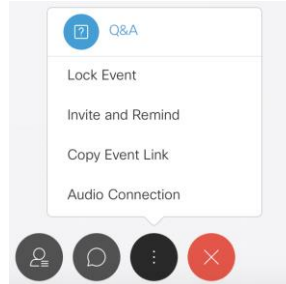 Q&A
Lock Event
Invite and Remind
Copy Event Link
Audio Connection